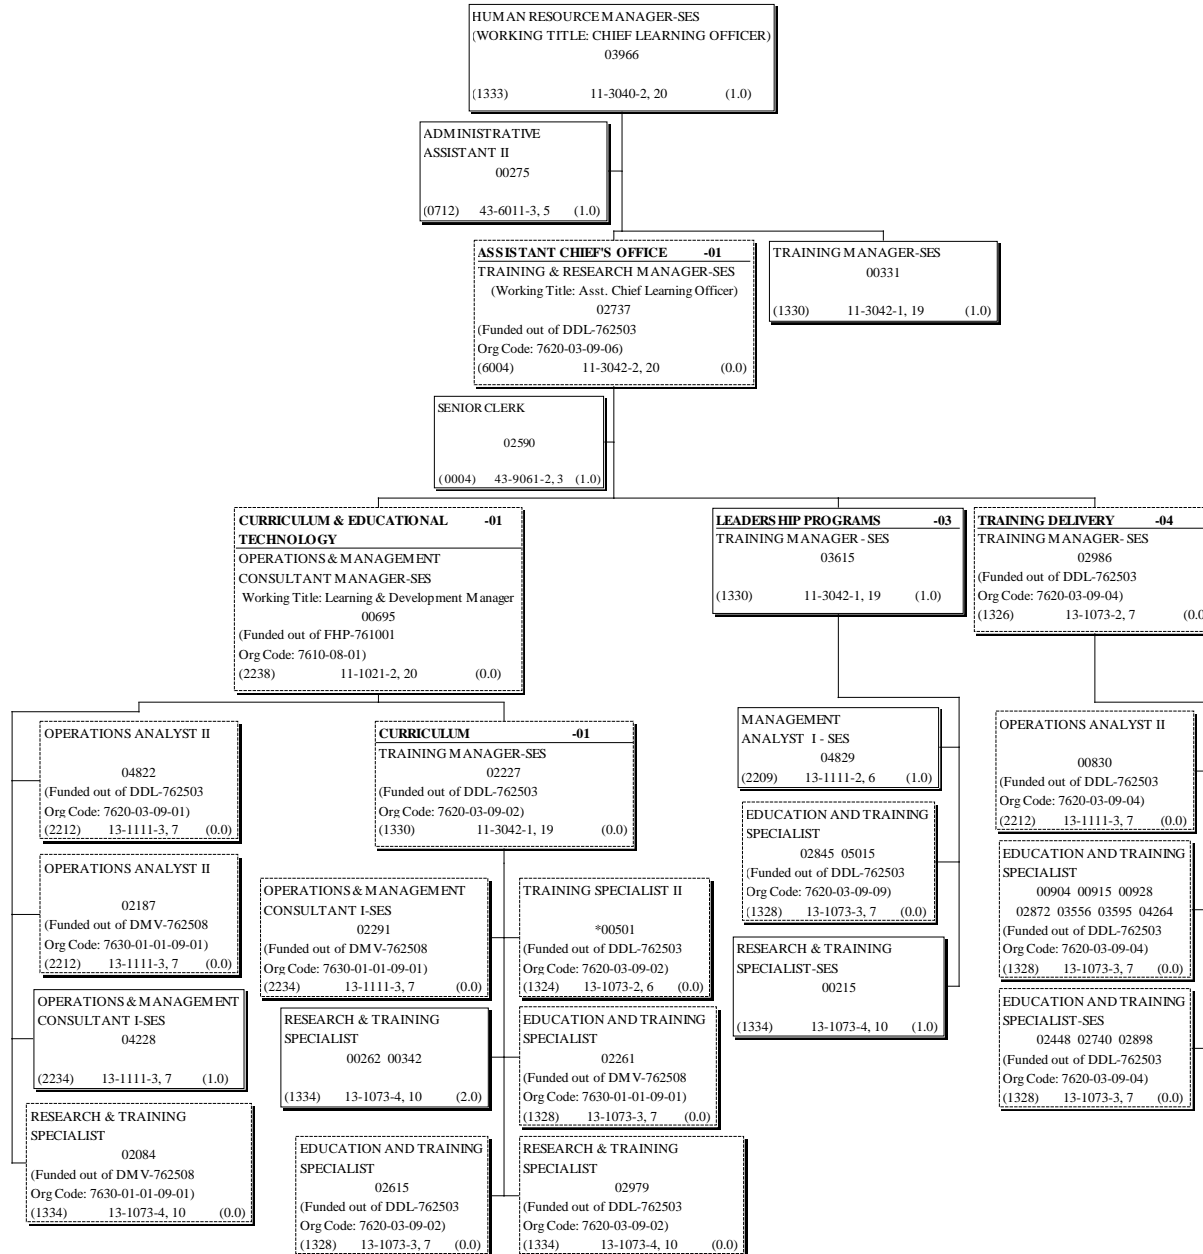 HUMAN RESOURCE MANAGER-SES
(WORKING TITLE: CHIEF LEARNING OFFICER)
03966
(1333) 11-3040-2, 20 (1.0)
ADMINISTRATIVE
ASSISTANT II
00275
(0712) 43-6011-3, 5 (1.0)
ASSISTANT CHIEF'S OFFICE -01
TRAINING & RESEARCH MANAGER-SES
(Working Title: Asst. Chief Learning Officer)
02737
(Funded out of DDL-762503
Org Code: 7620-03-09-06)
(6004) 11-3042-2, 20 (0.0)
TRAINING MANAGER-SES
00331
(1330) 11-3042-1, 19 (1.0)
SENIOR CLERK
02590
(0004) 43-9061-2, 3 (1.0)
CURRICULUM & EDUCATIONAL -01
TECHNOLOGY
OPERATIONS & MANAGEMENT
CONSULTANT MANAGER-SES
Working Title: Learning & Development Manager
00695
(Funded out of FHP-761001
Org Code: 7610-08-01)
(2238) 11-1021-2, 20 (0.0)
LEADERSHIP PROGRAMS -03
TRAINING MANAGER - SES
03615
(1330) 11-3042-1, 19 (1.0)
TRAINING DELIVERY -04
TRAINING MANAGER- SES
02986
(Funded out of DDL-762503
Org Code: 7620-03-09-04)
(1326) 13-1073-2, 7 (0.0
OPERATIONS ANALYST II
04822
(Funded out of DDL-762503
Org Code: 7620-03-09-01)
(2212) 13-1111-3, 7 (0.0)
OPERATIONS ANALYST II
02187
(Funded out of DMV-762508
Org Code: 7630-01-01-09-01)
(2212) 13-1111-3, 7 (0.0)
OPERATIONS & MANAGEMENT
CONSULTANT I-SES
04228
(2234) 13-1111-3, 7 (1.0)
RESEARCH & TRAINING
SPECIALIST
02084
(Funded out of DMV-762508
Org Code: 7630-01-01-09-01)
(1334) 13-1073-4, 10 (0.0)
CURRICULUM -01
TRAINING MANAGER-SES
02227
(Funded out of DDL-762503
Org Code: 7620-03-09-02)
(1330) 11-3042-1, 19 (0.0)
OPERATIONS & MANAGEMENT
CONSULTANT I-SES
02291
(Funded out of DMV-762508
Org Code: 7630-01-01-09-01)
(2234) 13-1111-3, 7 (0.0)
TRAINING SPECIALIST II
*00501
(Funded out of DDL-762503
Org Code: 7620-03-09-02)
(1324) 13-1073-2, 6 (0.0)
RESEARCH & TRAINING
SPECIALIST
00262 00342
(1334) 13-1073-4, 10 (2.0)
EDUCATION AND TRAINING
SPECIALIST
02261
(Funded out of DMV-762508
Org Code: 7630-01-01-09-01)
(1328) 13-1073-3, 7 (0.0)
EDUCATION AND TRAINING
SPECIALIST
02615
(Funded out of DDL-762503
Org Code: 7620-03-09-02)
(1328) 13-1073-3, 7 (0.0)
RESEARCH & TRAINING
SPECIALIST
02979
(Funded out of DDL-762503
Org Code: 7620-03-09-02)
(1334) 13-1073-4, 10 (0.0)
MANAGEMENT
ANALYST I - SES
04829
(2209) 13-1111-2, 6 (1.0)
EDUCATION AND TRAINING
SPECIALIST
02845 05015
(Funded out of DDL-762503
Org Code: 7620-03-09-09)
(1328) 13-1073-3, 7 (0.0)
RESEARCH & TRAINING
SPECIALIST-SES
00215
(1334) 13-1073-4, 10 (1.0)
OPERATIONS ANALYST II
00830
(Funded out of DDL-762503
Org Code: 7620-03-09-04)
(2212) 13-1111-3, 7 (0.0)
EDUCATION AND TRAINING
SPECIALIST
00904 00915 00928
02872 03556 03595 04264
(Funded out of DDL-762503
Org Code: 7620-03-09-04)
(1328) 13-1073-3, 7 (0.0)
EDUCATION AND TRAINING
SPECIALIST-SES
02448 02740 02898
(Funded out of DDL-762503
Org Code: 7620-03-09-04)
(1328) 13-1073-3, 7 (0.0)